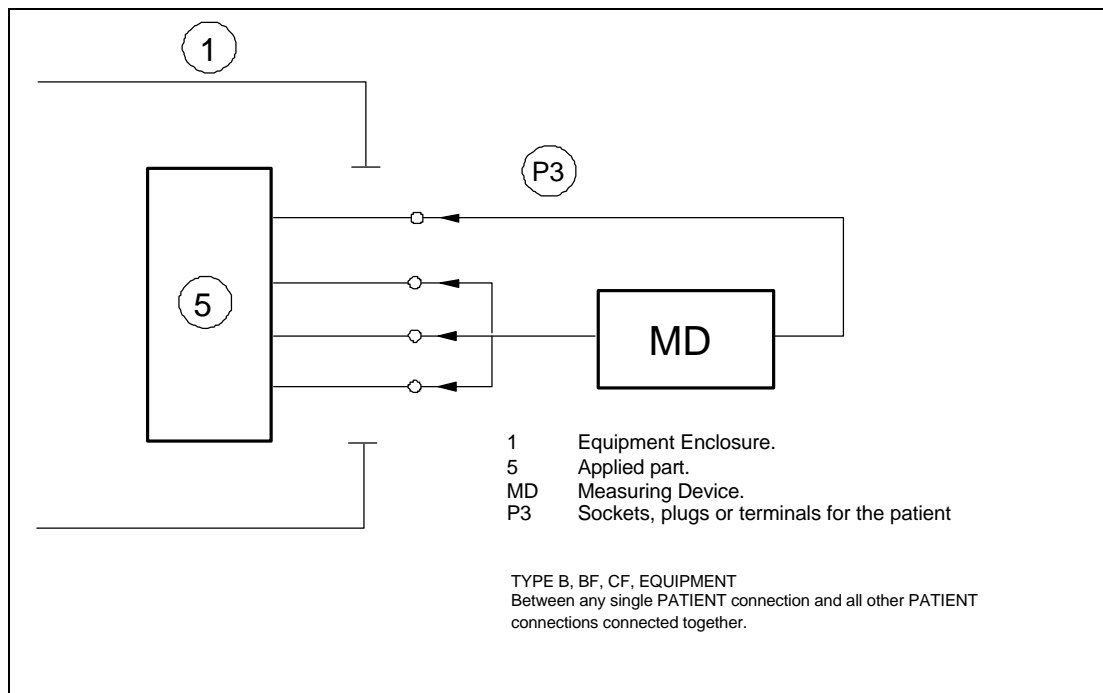 1
P3
5
MD
1 Equipment Enclosure.
5 Applied part.
MD Measuring Device.
P3 Sockets, plugs or terminals for the patient
TYPE B, BF, CF, EQUIPMENT
Between any single PATIENT connection and all other PATIENT
connections connected together.